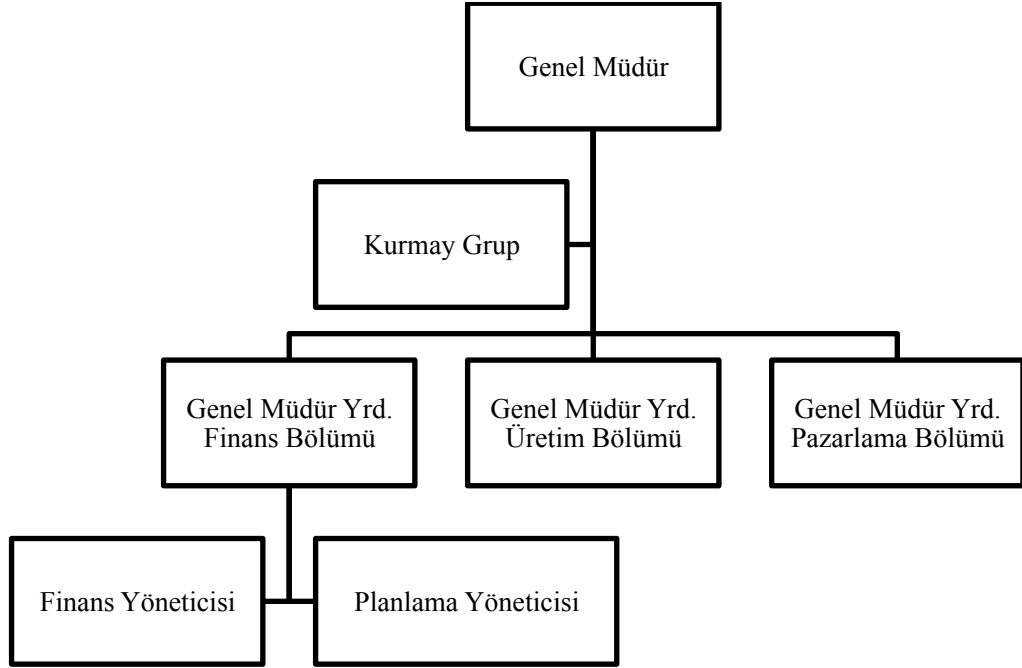 Genel Müdür
Kurmay Grup
Genel Müdür Yrd.
Finans Bölümü
Genel Müdür Yrd.
Üretim Bölümü
Genel Müdür Yrd.
Pazarlama Bölümü
Finans Yöneticisi
Planlama Yöneticisi